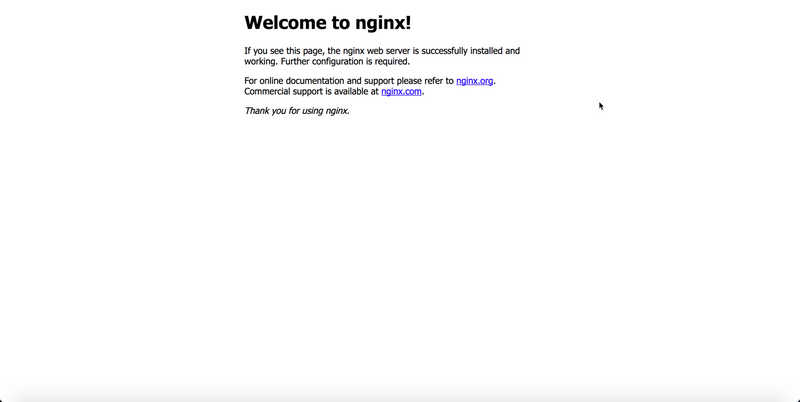 Welcome to nginx!
If you see this page, the nginx web server is successfully installed and
working. Further configuration is required.
For online documentation and support please refer to nginx.org.
Commercial support is available at nginx.com.
Thank you for using nginx.